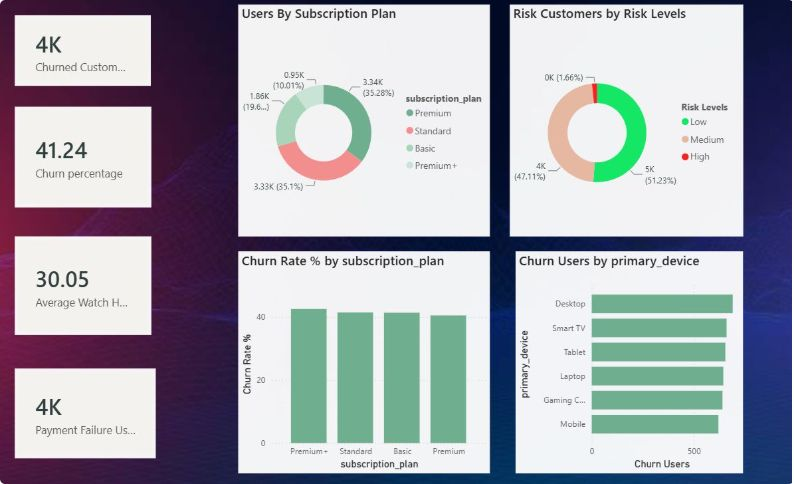 4K
Churned Custom...
41.24
Churn percentage
30.05
Average Watch H...
4K
Payment Failure Us...
Users By Subscription Plan
0.95K
(10.01%)
3.34K
(35.28%)
1.86K
(19.6...)
3.33K (35.1%)
subscription_plan
Premium
Standard
Basic
Premium+
Risk Customers by Risk Levels
0K (1.66%)
4K
(47.11%)
5K
(51.23%)
Risk Levels
Low
Medium
High
Churn Rate % by subscription_plan
Churn Rate %
40
20
0
Premium+ Standard Basic Premium
subscription_plan
Churn Users by primary_device
primary_device
Desktop
Smart TV
Tablet
Laptop
Gaming C...
Mobile
0 500
Churn Users